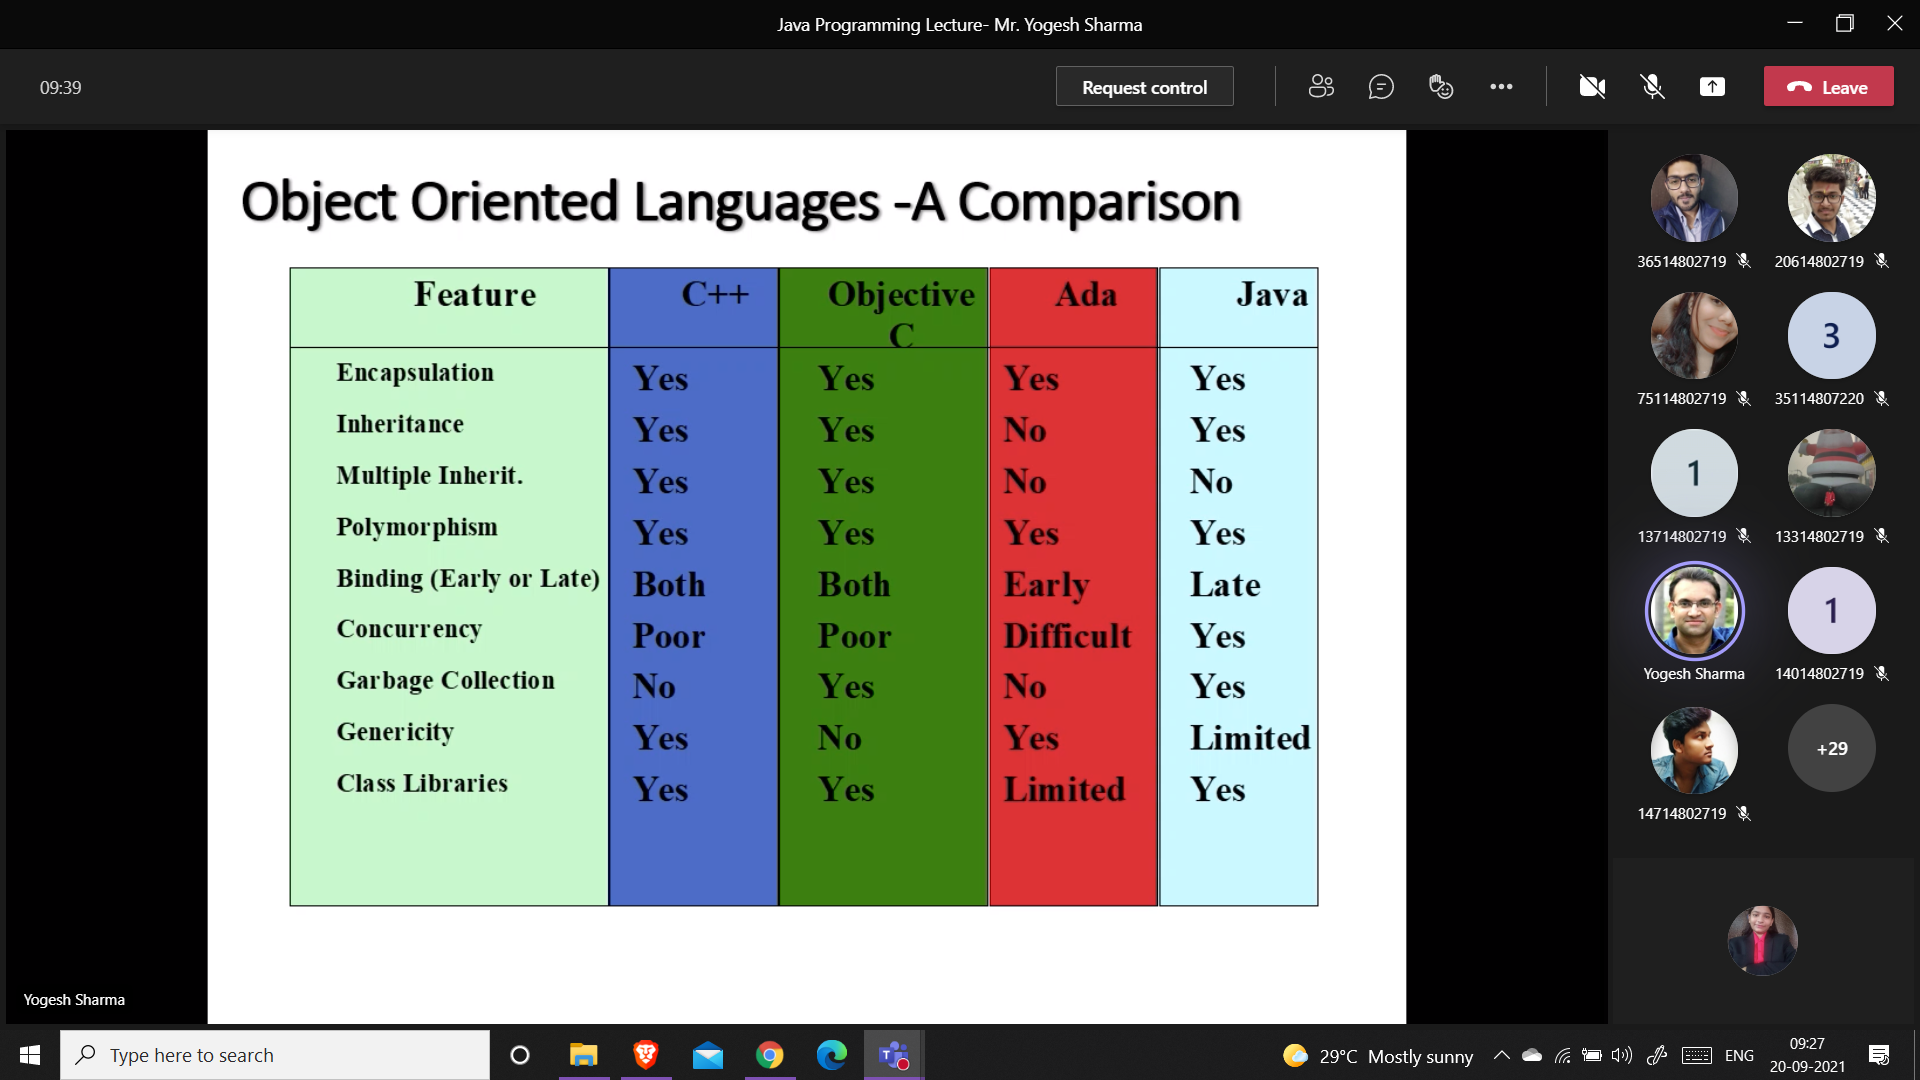 Java Programming Lecture- Mr. Yogesh Sharma
09:39
Request control
Leave
Object Oriented Languages -A Comparison
Feature C++ Objective C Ada Java
Encapsulation Yes Yes Yes Yes
Inheritance Yes Yes No Yes
Multiple Inherit. Yes Yes No No
Polymorphism Yes Yes Yes Yes
Binding (Early or Late) Both Both Early Late
Concurrency Poor Poor Difficult Yes
Garbage Collection No Yes No Yes
Genericity Yes No Yes Limited
Class Libraries Yes Yes Limited Yes
Yogesh Sharma
36514802719 20614802719
3
75114802719 35114807220
1
13714802719 13314802719
1
Yogesh Sharma 14014802719
+29
14714802719
Type here to search
29°C Mostly sunny
ENG
09:27
20-09-2021